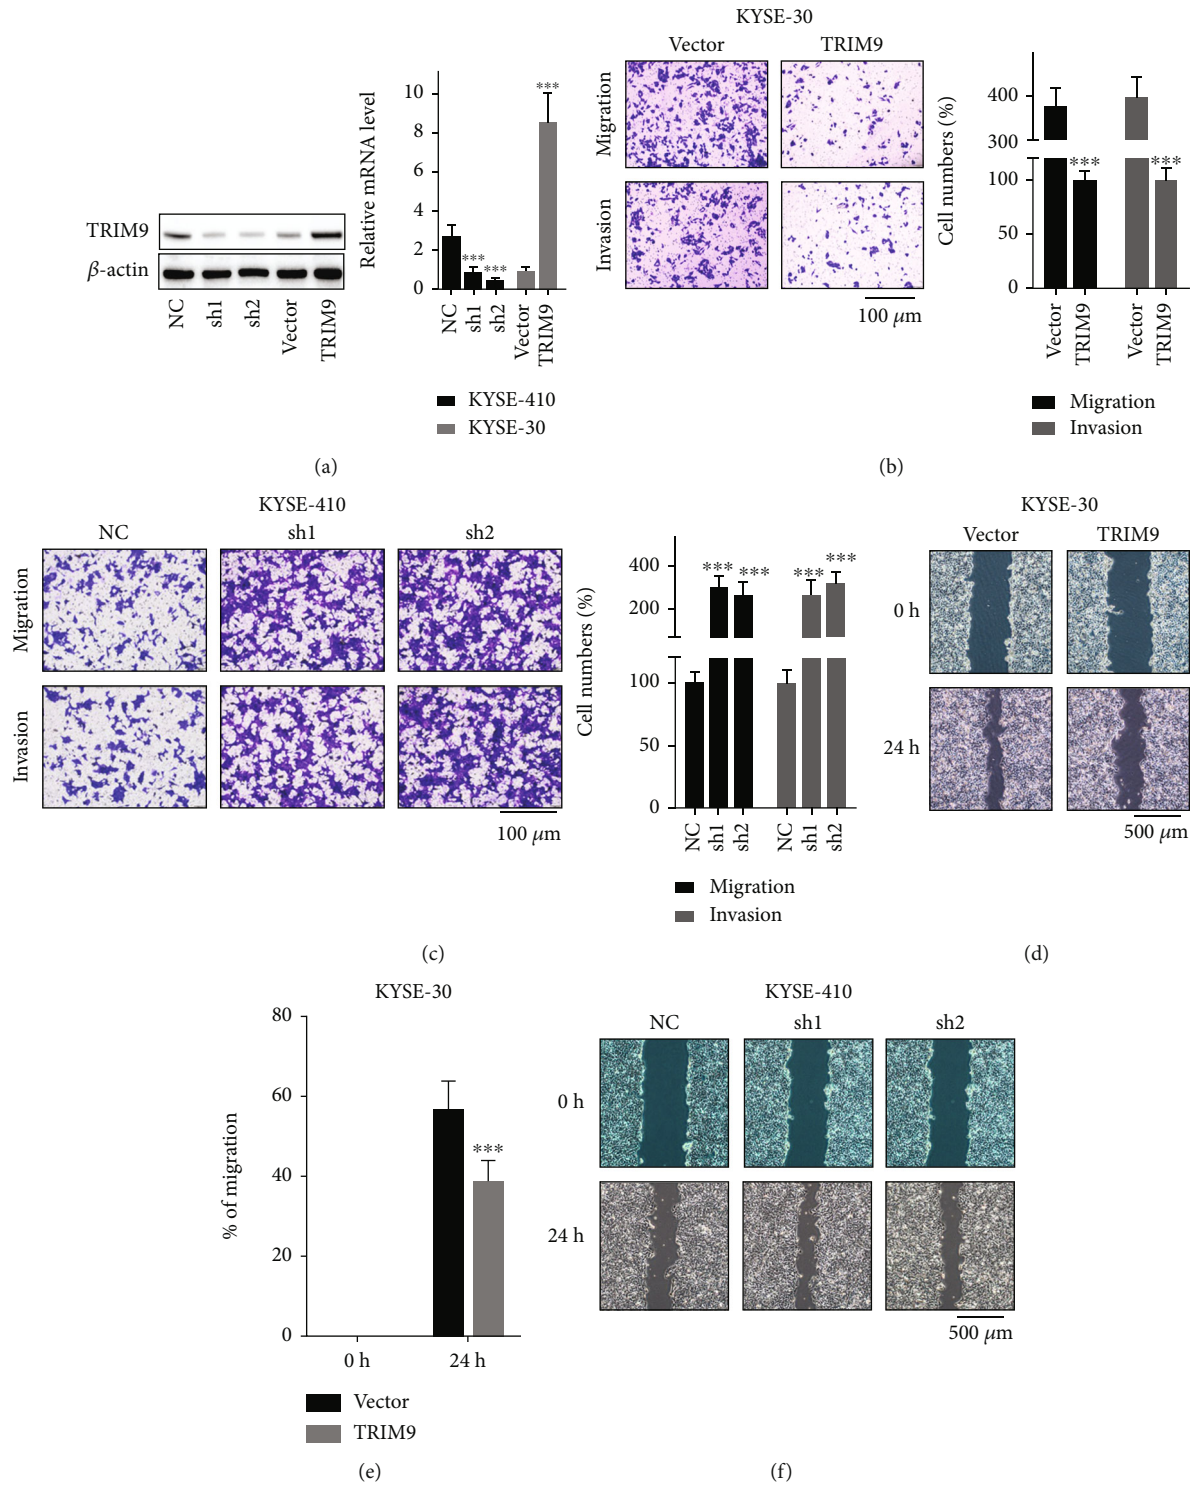 TRIM9
β-actin
NC
sh1
sh2
Vector
TRIM9
Relative mRNA level
10
8
6
4
2
0
***
***
***
NC
sh1
sh2
Vector
TRIM9
KYSE-410
KYSE-30
(a)
KYSE-30
Vector
TRIM9
Migration
Invasion
100 μm
Cell numbers (%)
400
300
100
50
0
***
***
Vector
TRIM9
Vector
TRIM9
Migration
Invasion
(b)
KYSE-410
NC
sh1
sh2
Migration
Invasion
100 μm
Cell numbers (%)
400
200
100
50
0
***
***
***
***
NC
sh1
sh2
NC
sh1
sh2
Migration
Invasion
(c)
KYSE-30
Vector
TRIM9
0 h
24 h
500 μm
(d)
KYSE-30
% of migration
80
60
40
20
0
***
0 h
24 h
Vector
TRIM9
(e)
KYSE-410
NC
sh1
sh2
0 h
24 h
500 μm
(f)